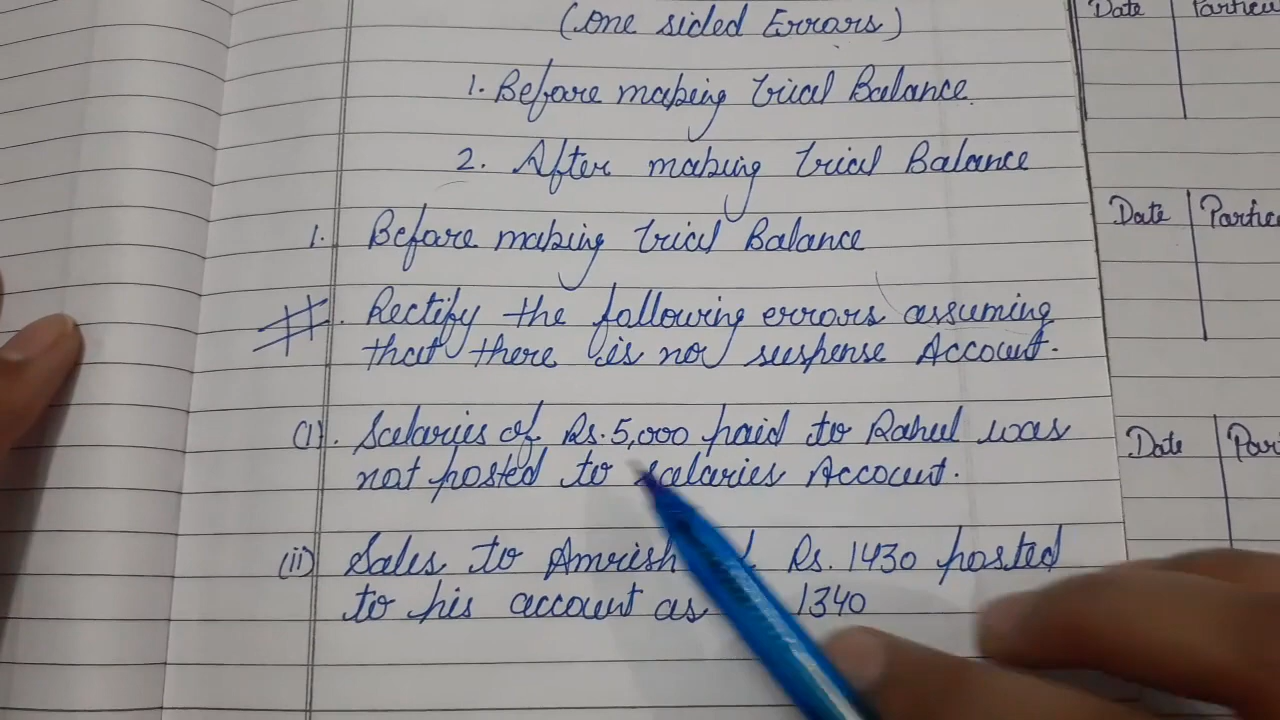 (One sided Errors)
1. Before making trial Balance.
2. After making trial Balance
1. Before making trial Balance
#. Rectify the following errors assuming
that there is no suspense Account.
(1). Salaries of Rs. 5,000 paid to Rahul was
not posted to salaries Account.
(ii) Sales to Amrish Rs. 1430 posted
to his account as 1340
Date
Date
Date